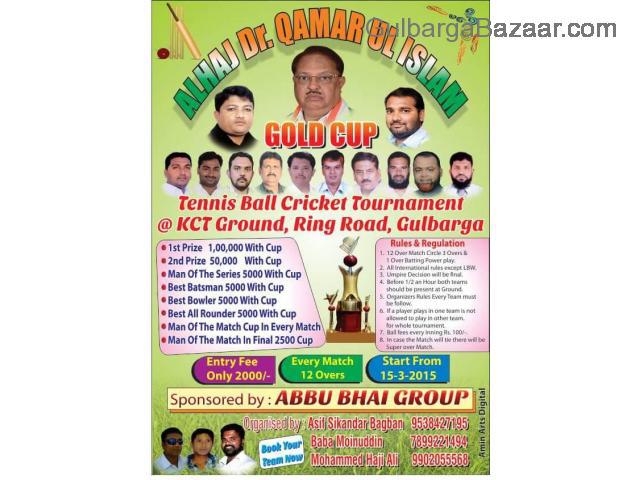 GulbargaBazaar.com
ALHAJ Dr. QAMAR UL ISLAM
GOLD CUP
Tennis Ball Cricket Tournament
@ KCT Ground, Ring Road, Gulbarga
1st Prize 1,00,000 With Cup
2nd Prize 50,000 With Cup
Man Of The Series 5000 With Cup
Best Batsman 5000 With Cup
Best Bowler 5000 With Cup
Best All Rounder 5000 With Cup
Man Of The Match Cup In Every Match
Man Of The Match In Final 2500 Cup
Rules & Regulation
1. 12 Over Match Circle 3 Overs &
1 Over Batting Power play.
2. All International rules except LBW.
3. Umpire Decision will be final.
4. Before 1/2 an Hour both teams
should be present at Ground.
5. Organizers Rules Every Team must
be follow.
6. If a player plays in one team is not
allowed to play in other team.
for whole tournament.
7. Ball fees every Inning Rs. 100/-.
8. In case the Match will tie there will be
Super over Match.
Entry Fee
Only 2000/-
Every Match
12 Overs
Start From
15-3-2015
Sponsored by : ABBU BHAI GROUP
Organised by : Asif Sikandar Bagban 9538427195
Baba Moinuddin 7899221494
Mohammed Haji Ali 9902055568
Book Your
Team Now
Amin Arts Digital